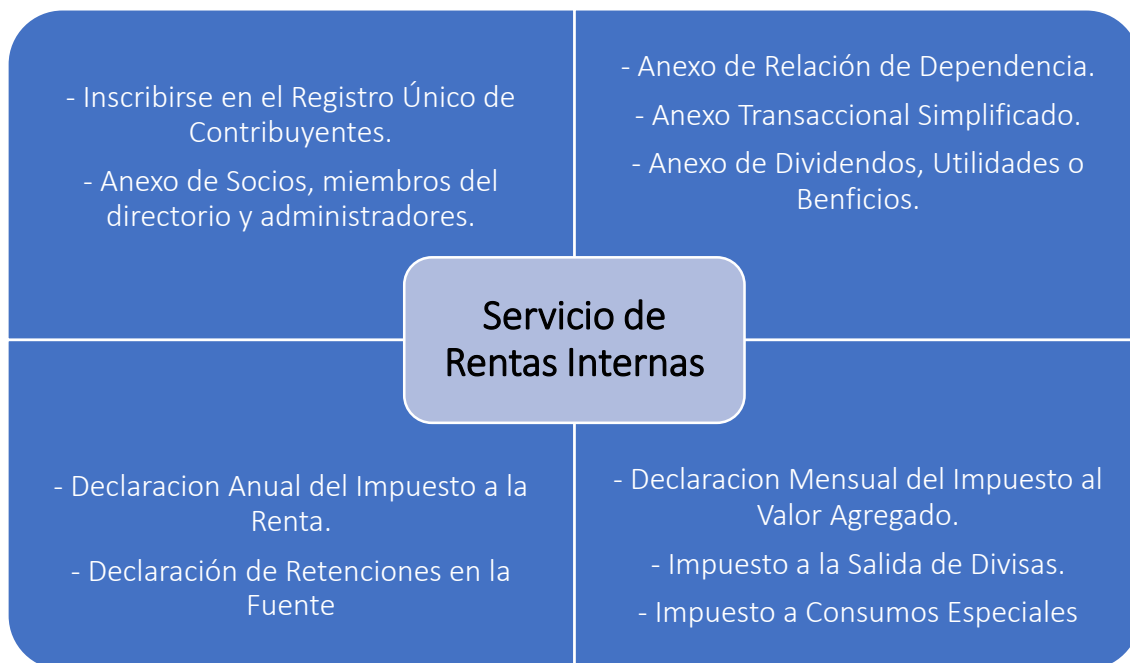 - Inscribirse en el Registro Único de
Contribuyentes.
- Anexo de Socios, miembros del
directorio y administradores.
- Anexo de Relación de Dependencia.
- Anexo Transaccional Simplificado.
- Anexo de Dividendos, Utilidades o
Benficios.
Servicio de
Rentas Internas
- Declaracion Anual del Impuesto a la
Renta.
- Declaración de Retenciones en la
Fuente
- Declaracion Mensual del Impuesto al
Valor Agregado.
- Impuesto a la Salida de Divisas.
- Impuesto a Consumos Especiales